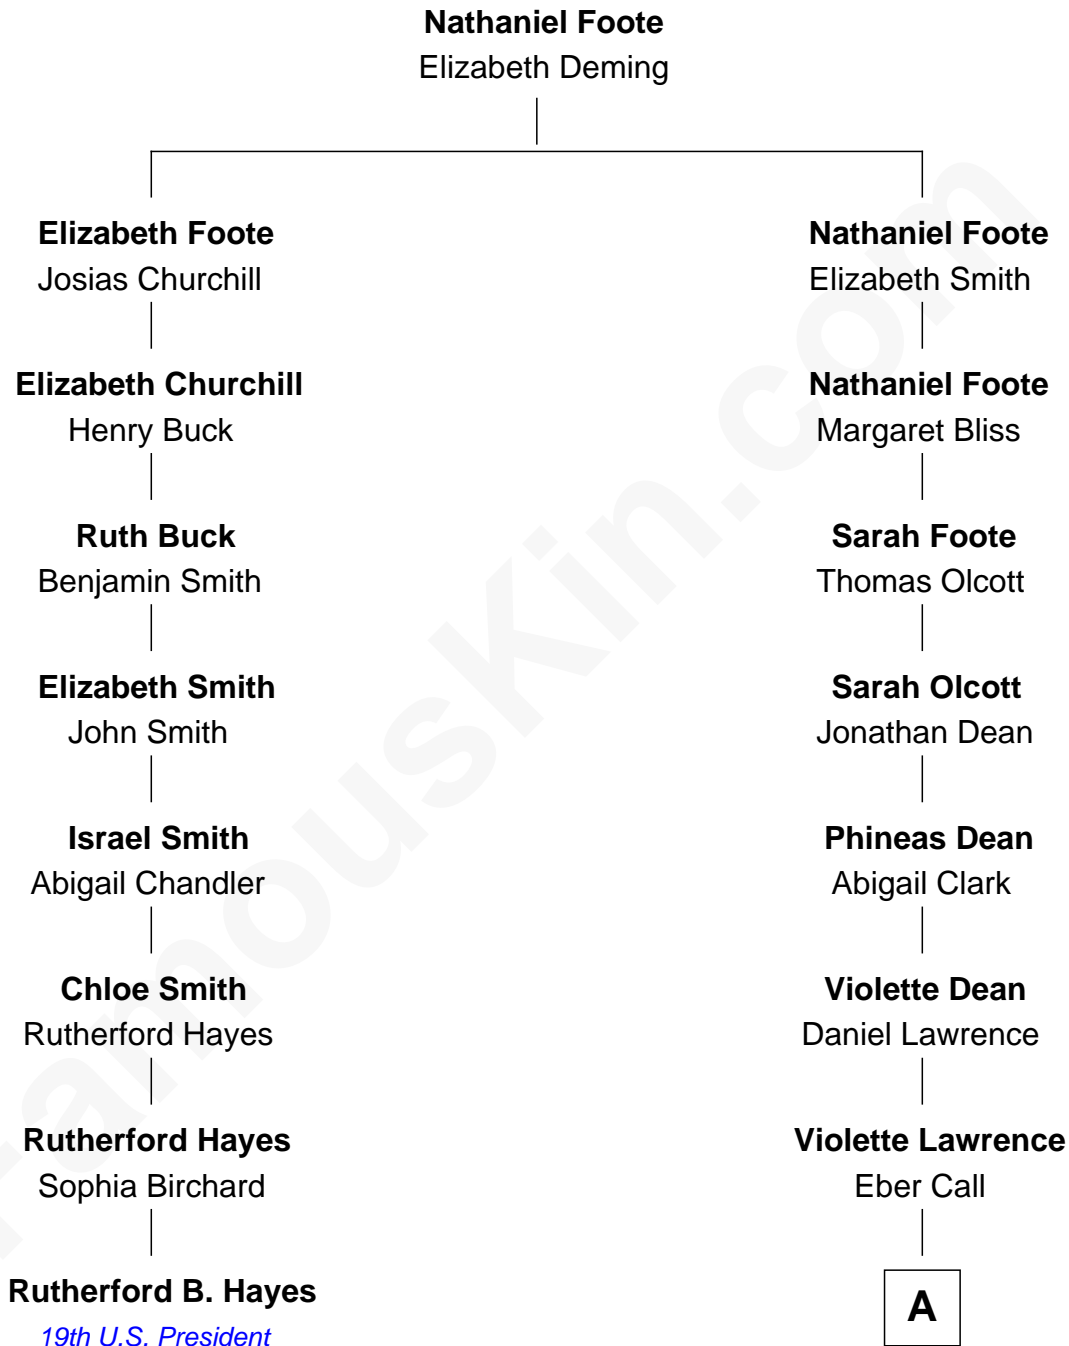 Nathaniel Foote
Elizabeth Deming
Elizabeth Foote
Josias Churchill
Nathaniel Foote
Elizabeth Smith
Elizabeth Churchill
Henry Buck
Nathaniel Foote
Margaret Bliss
Ruth Buck
Benjamin Smith
Sarah Foote
Thomas Olcott
Elizabeth Smith
John Smith
Sarah Olcott
Jonathan Dean
Israel Smith
Abigail Chandler
Phineas Dean
Abigail Clark
Chloe Smith
Rutherford Hayes
Violette Dean
Daniel Lawrence
Rutherford Hayes
Sophia Birchard
Violette Lawrence
Eber Call
Rutherford B. Hayes
19th U.S. President
A
FamousKin.com